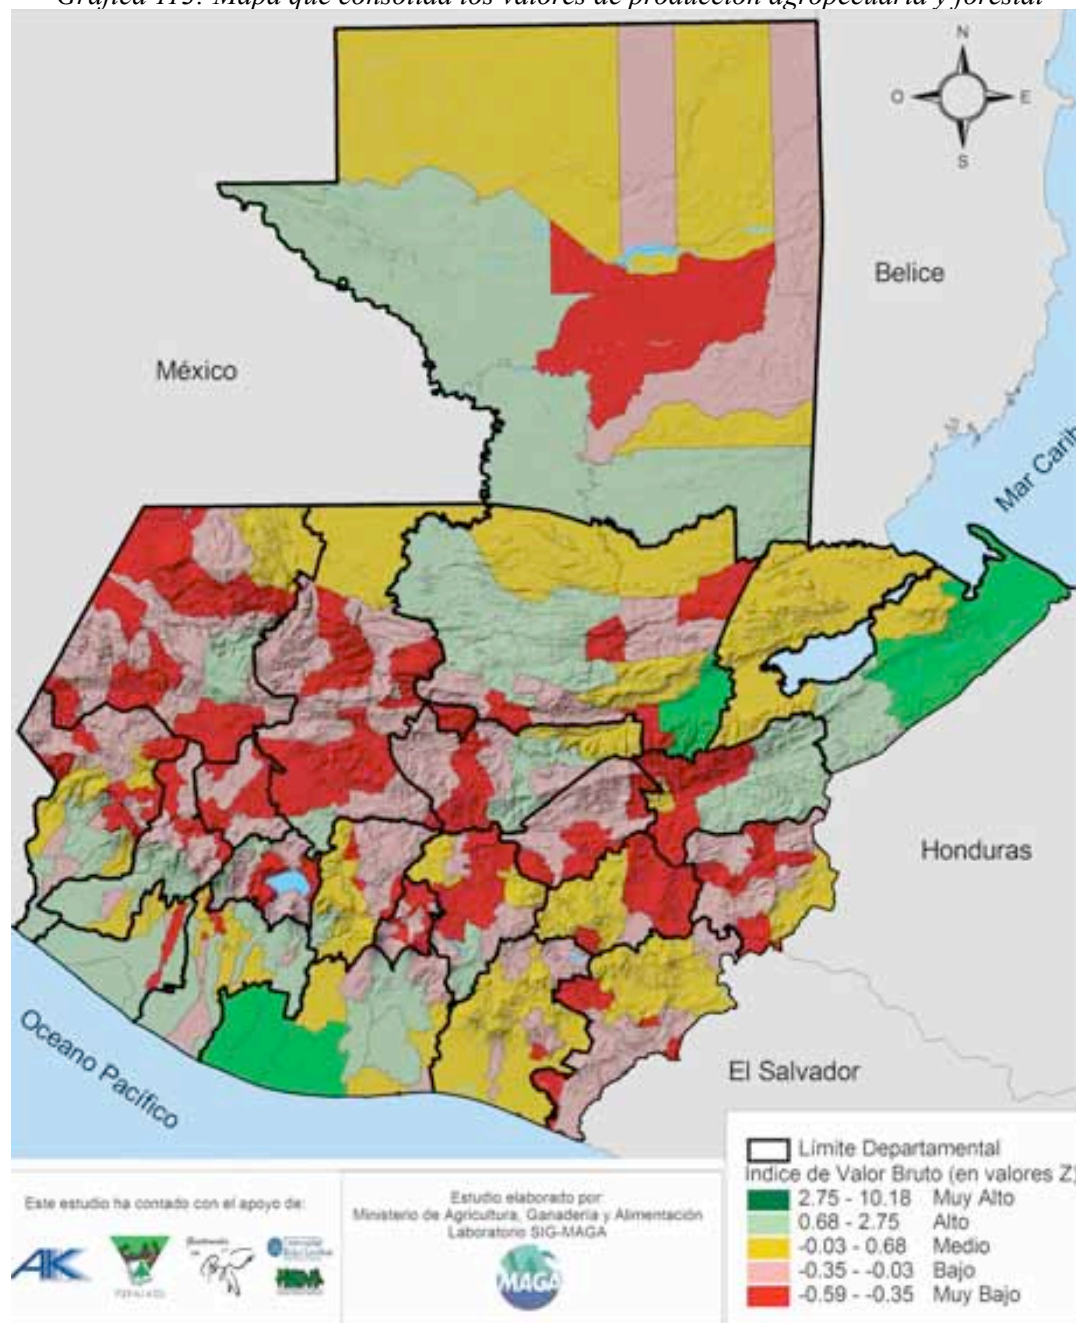 Gráfica 115: Mapa que consolida los valores de producción agropecuaria y forestal
N
O
E
S
Belice
México
Mar Carib
Honduras
Oceano Pacífico
El Salvador
Límite Departamental
Indice de Valor Bruto (en valores Z)
2.75 - 10.18 Muy Alto
0.68 - 2.75 Alto
-0.03 - 0.68 Medio
-0.35 - -0.03 Bajo
-0.59 - -0.35 Muy Bajo
Este estudio ha contado con el apoyo de:
Estudio elaborado por:
Ministerio de Agricultura, Ganadería y Alimentación
Laboratorio SIG-MAGA
MAGA